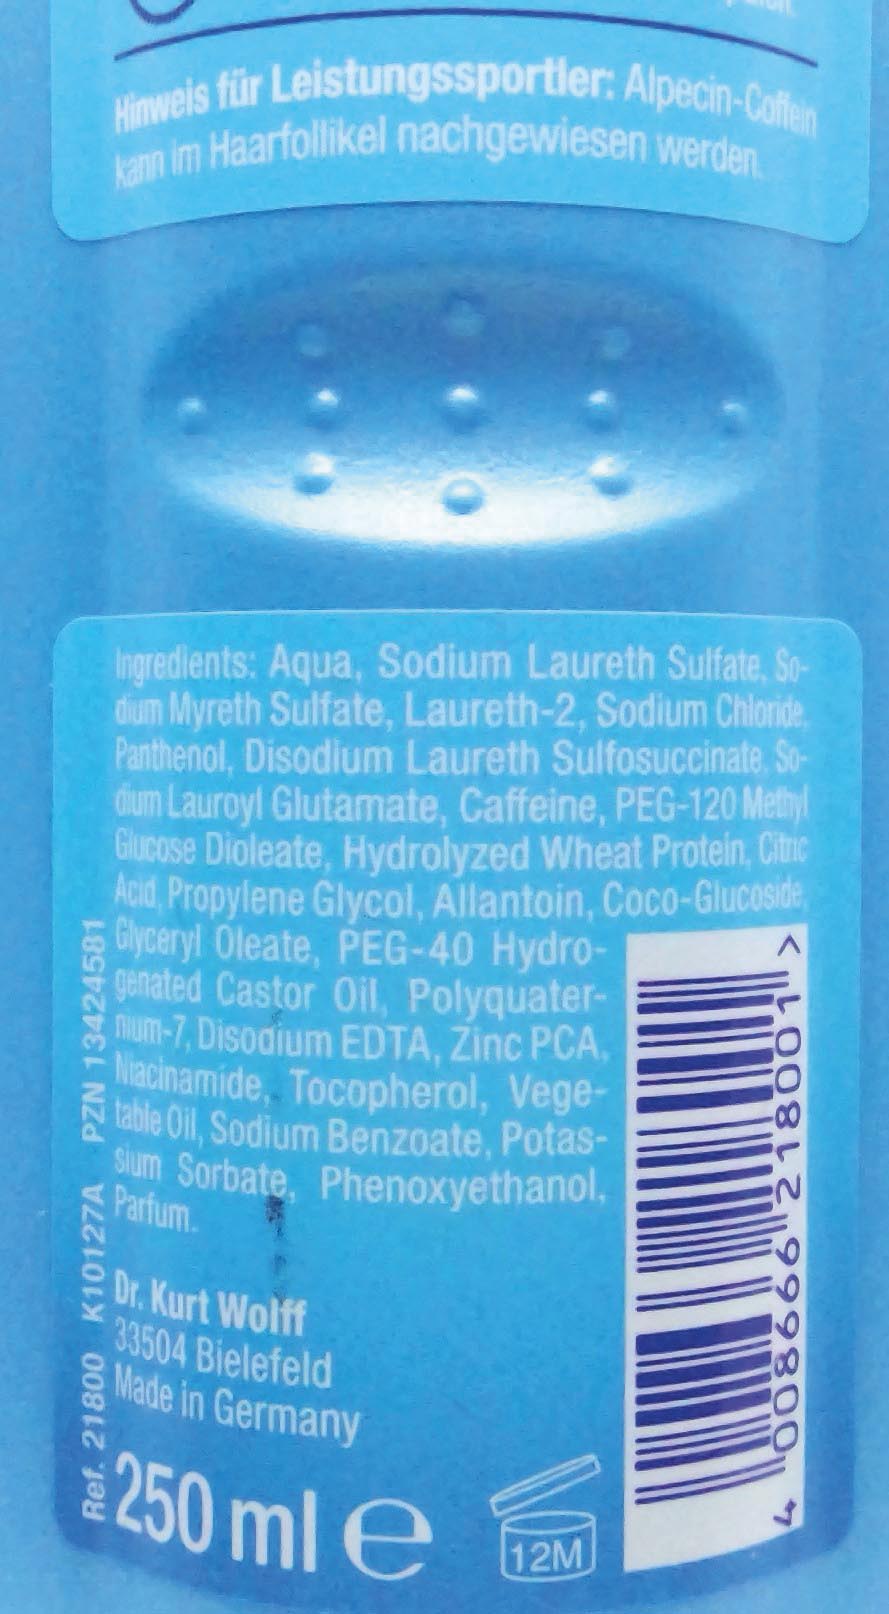 Hinweis für Leistungssportler: Alpecin-Coffein
kann im Haarfollikel nachgewiesen werden.
Ingredients: Aqua, Sodium Laureth Sulfate, So-
dium Myreth Sulfate, Laureth-2, Sodium Chloride,
Panthenol, Disodium Laureth Sulfosuccinate, So-
dium Lauroyl Glutamate, Caffeine, PEG-120 Methyl
Glucose Dioleate, Hydrolyzed Wheat Protein, Citric
Acid, Propylene Glycol, Allantoin, Coco-Glucoside,
Glyceryl Oleate, PEG-40 Hydro-
genated Castor Oil, Polyquater-
nium-7, Disodium EDTA, Zinc PCA,
Niacinamide, Tocopherol, Vege-
table Oil, Sodium Benzoate, Potas-
sium Sorbate, Phenoxyethanol,
Parfum.
Dr. Kurt Wolff
33504 Bielefeld
Made in Germany
250 ml e
12M
Ref. 21800 K10127A PZN 13424581
4 008666 218001 >